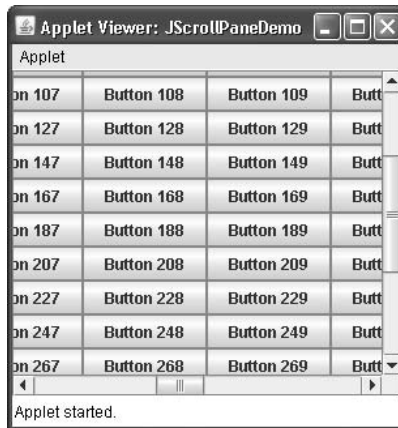 Applet Viewer: JScrollPaneDemo
Applet
on 107 Button 108 Button 109 Butt
on 127 Button 128 Button 129 Butt
on 147 Button 148 Button 149 Butt
on 167 Button 168 Button 169 Butt
on 187 Button 188 Button 189 Butt
on 207 Button 208 Button 209 Butt
on 227 Button 228 Button 229 Butt
on 247 Button 248 Button 249 Butt
on 267 Button 268 Button 269 Butt
Applet started.